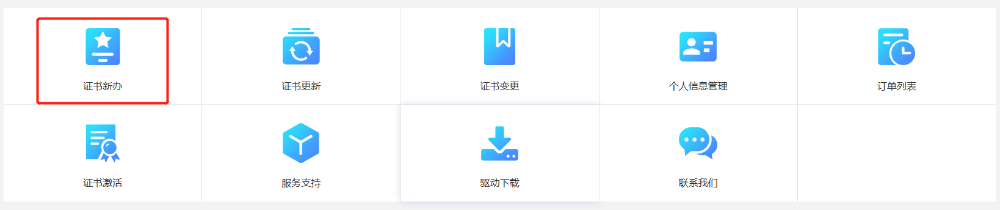 证书新办
证书更新
证书变更
个人信息管理
订单列表
证书激活
服务支持
驱动下载
联系我们